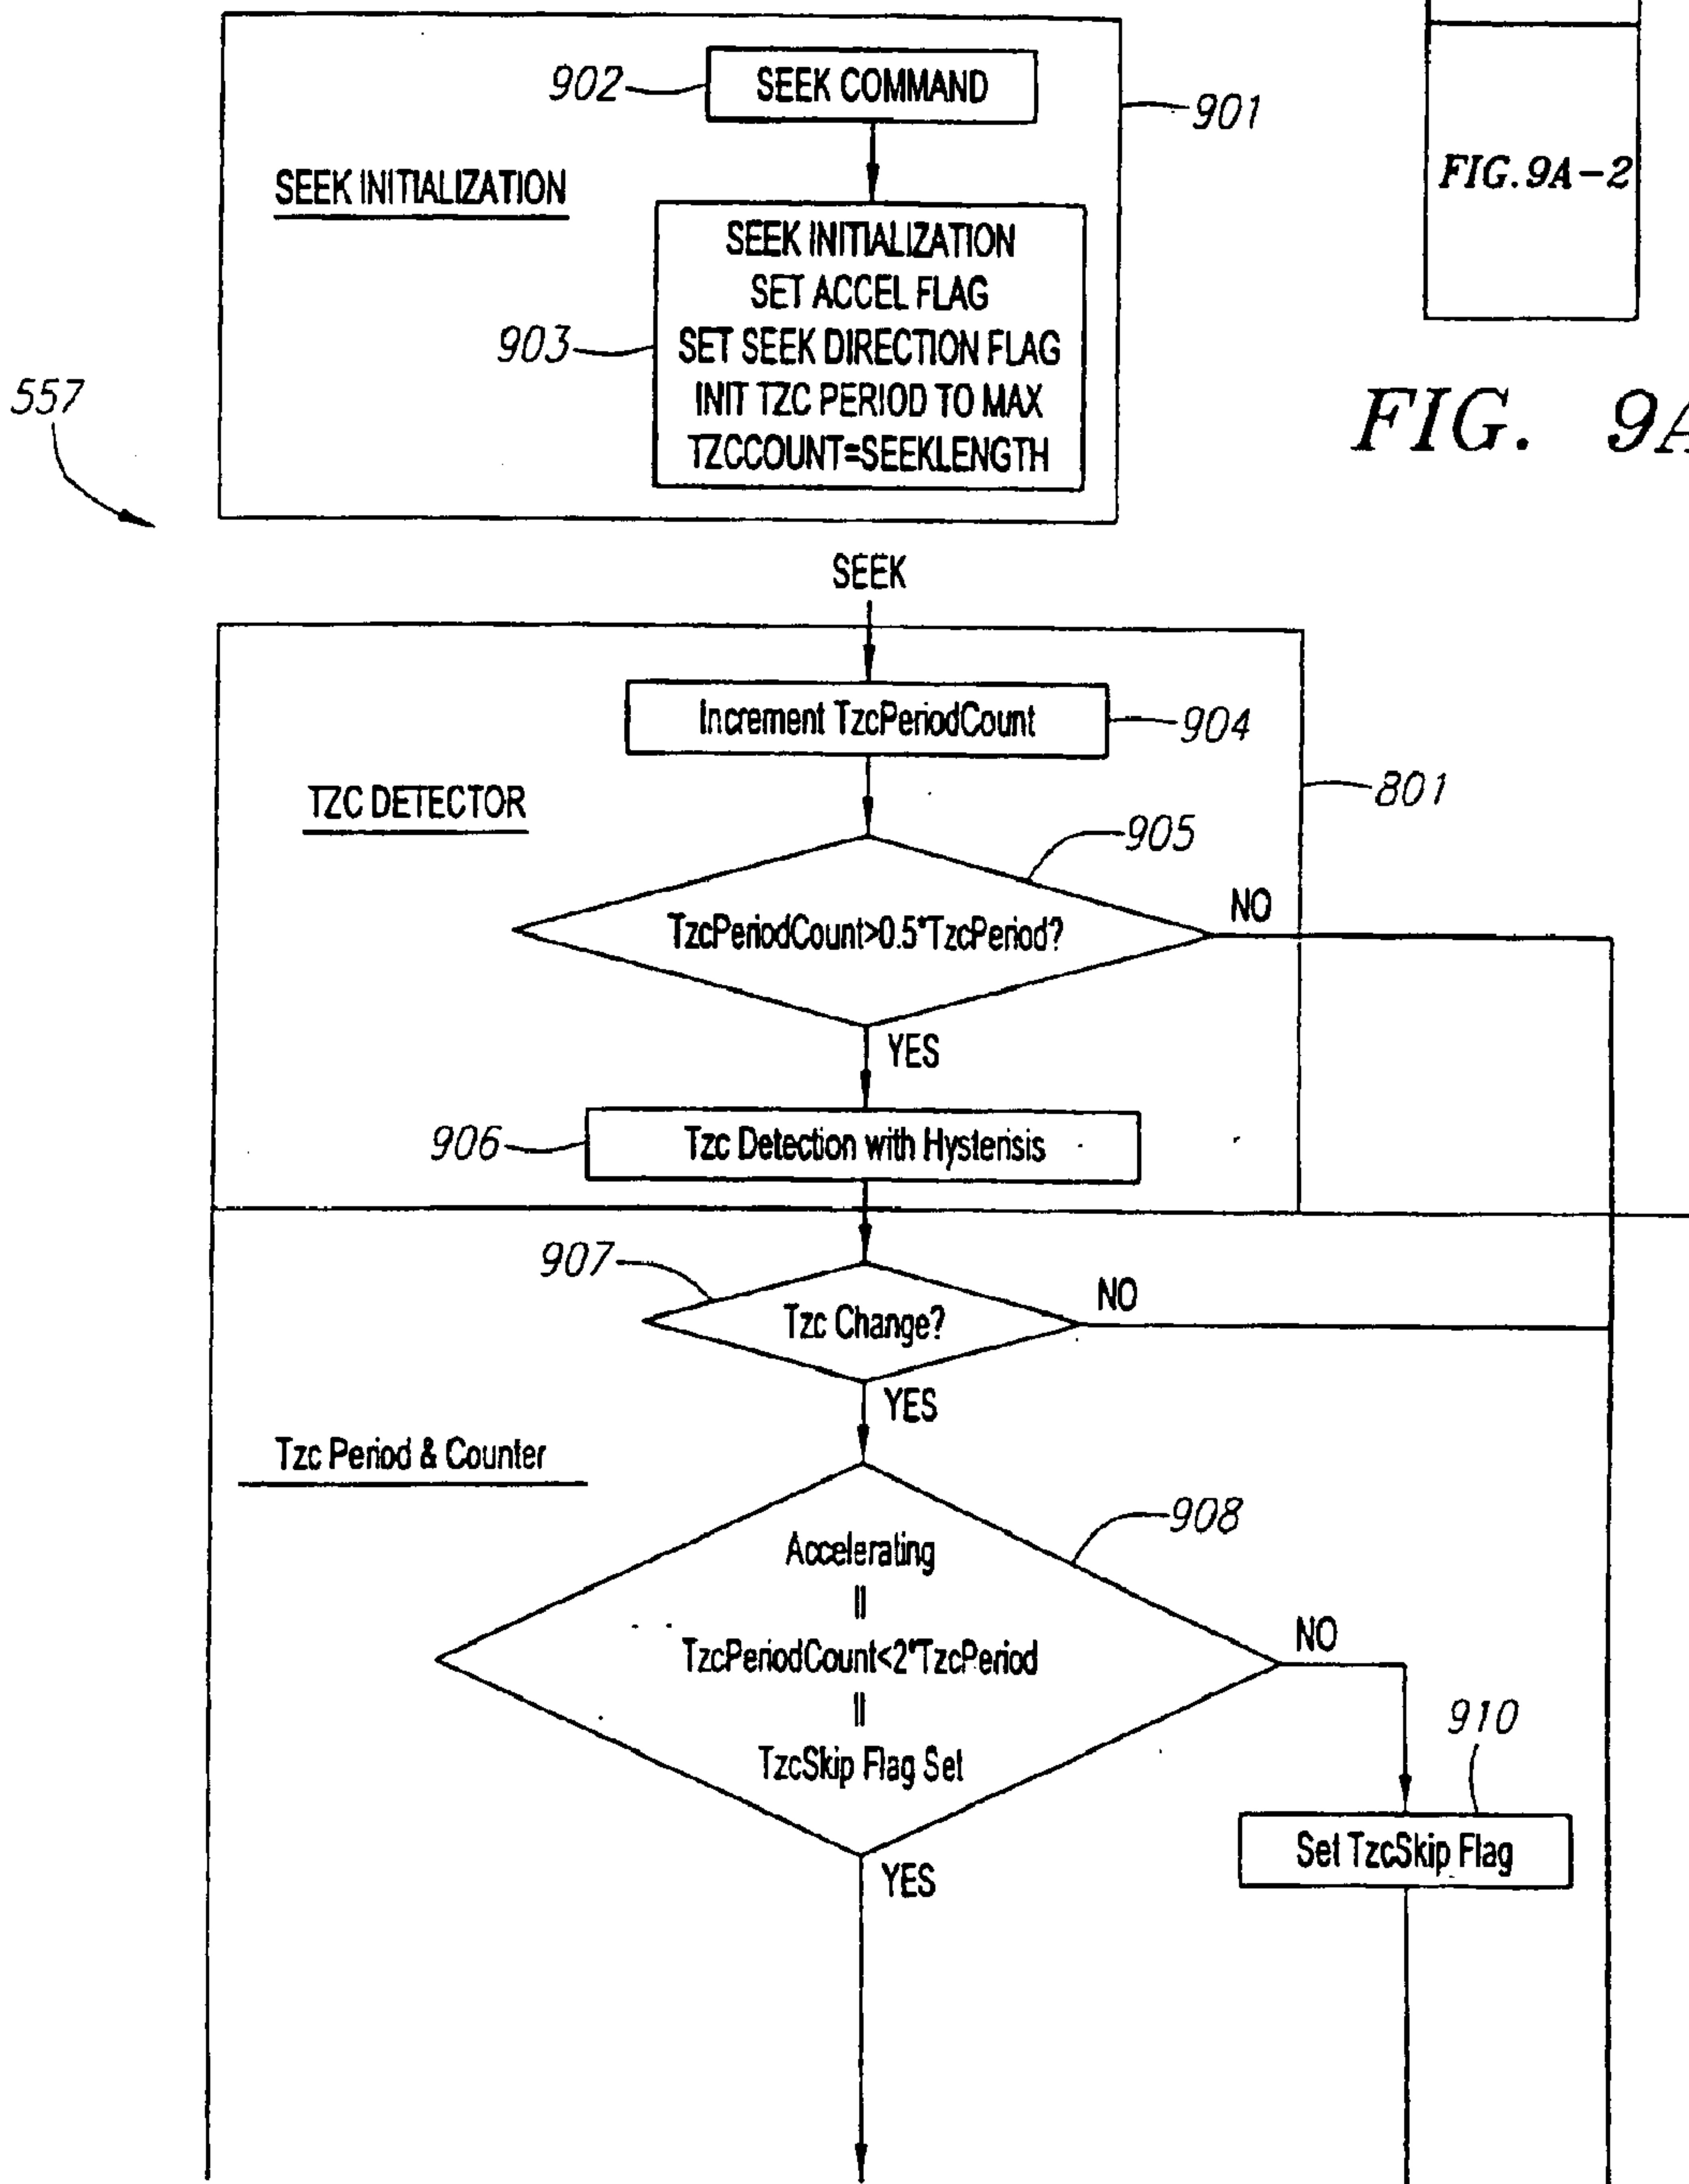 902
SEEK COMMAND
901
SEEK INITIALIZATION
SEEK INITIALIZATION
SET ACCEL FLAG
SET SEEK DIRECTION FLAG
INIT TZC PERIOD TO MAX
TZCCOUNT=SEEKLENGTH
903
557
FIG.9A-2
FIG. 9A
SEEK
Increment TzcPeriodCount
904
TZC DETECTOR
801
905
TzcPeriodCount>0.5*TzcPeriod?
NO
YES
906
Tzc Detection with Hysterisis
907
Tzc Change?
NO
YES
Tzc Period & Counter
908
Accelerating
||
TzcPeriodCount<2*TzcPeriod
||
TzcSkip Flag Set
NO
910
Set TzcSkip Flag
YES